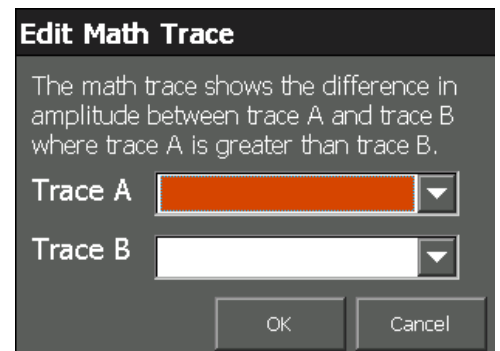 Edit Math Trace
The math trace shows the difference in
amplitude between trace A and trace B
where trace A is greater than trace B.
Trace A
Trace B
OK Cancel